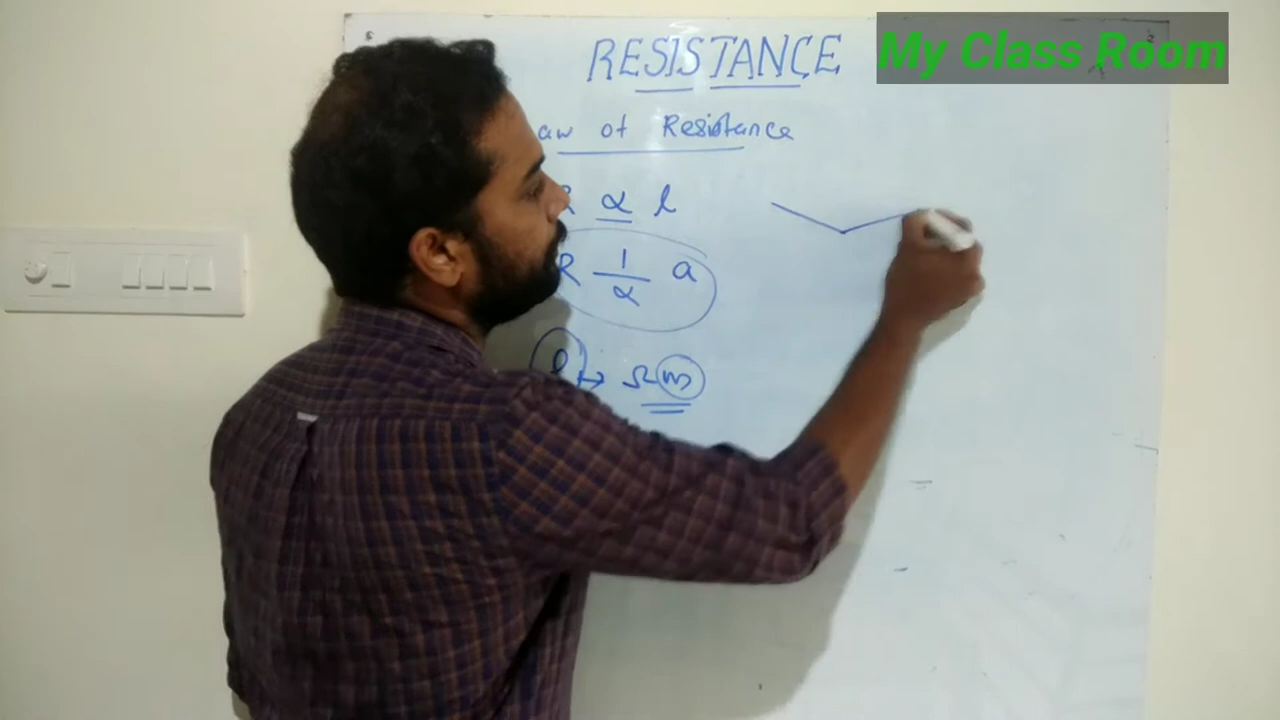 RESISTANCE
My Class Room
aw of Resistance
R α l
R 1/α a
ρ → Ωm